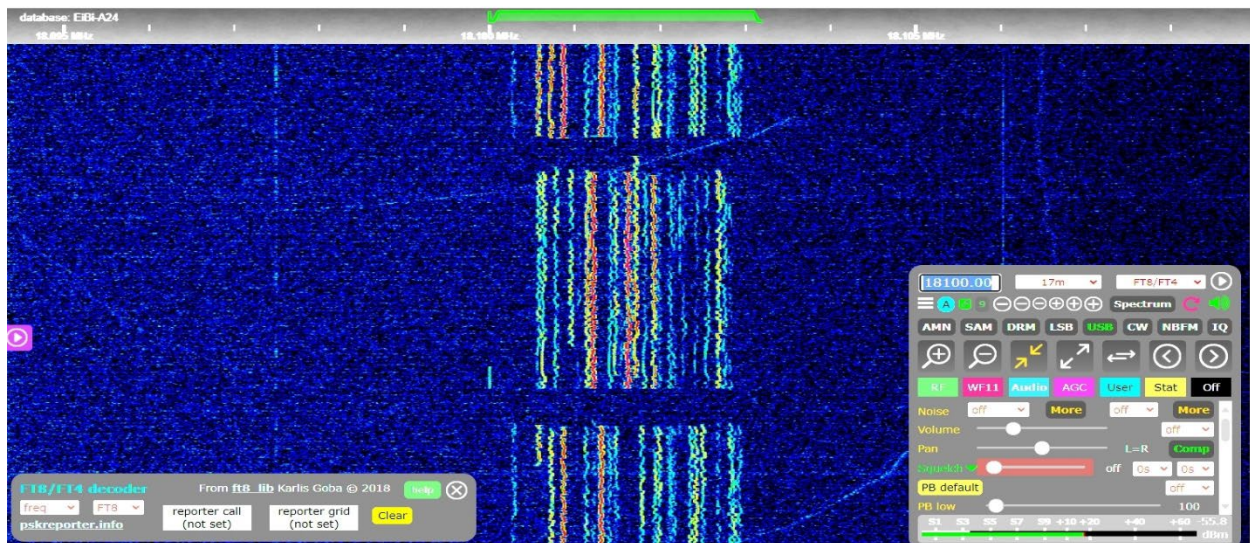 database: EiBi-A24
18.095 MHz 18.100 MHz 18.105 MHz
18100.00 17m FT8/FT4
A 9 Spectrum
AMN SAM DRM LSB USB CW NBFM IQ
RF WF11 Audio AGC User Stat Off
Noise off More off More
Volume off
Pan L=R Comp
Squelch off 0s 0s
PB default off
PB low 100
S1 S3 S5 S7 S9 +10 +20 +40 +60 -55.8
dBm
FT8/FT4 decoder From ft8_lib Karlis Goba © 2018 help
freq FT8 reporter call reporter grid Clear
pskreporter.info (not set) (not set)